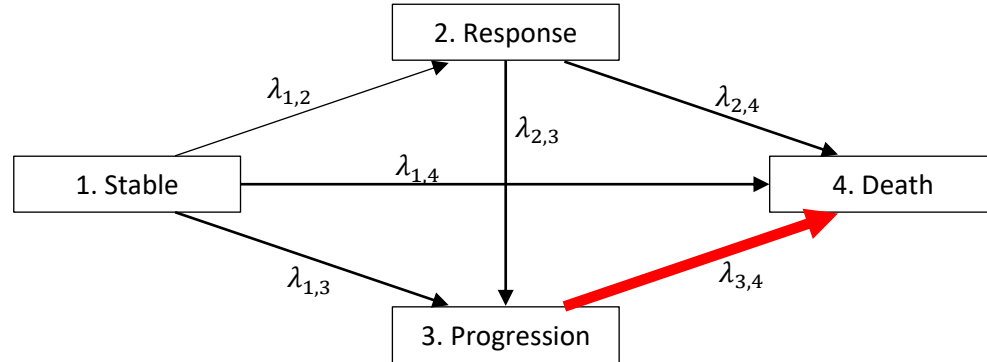 2. Response
λ1,2
λ2,4
λ2,3
1. Stable
λ1,4
4. Death
λ1,3
λ3,4
3. Progression